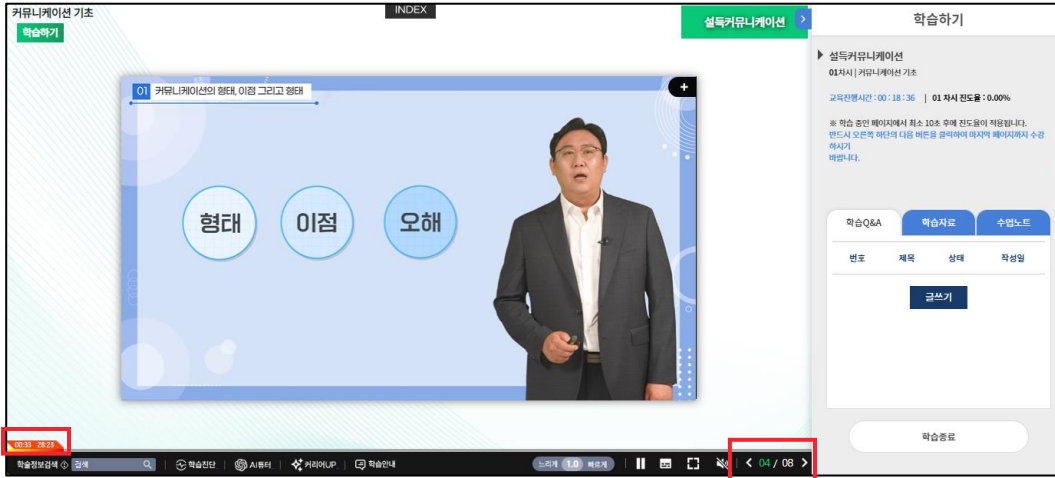 커뮤니케이션 기초
INDEX
학습하기
설득커뮤니케이션
01 커뮤니케이션의 형태, 이점 그리고 형태
형태 이점 오해
00:33 28:23
학술정보검색 검색
학습진단
AI튜터
커리어UP
학습안내
느리게 1.0 빠르게
04 / 08
학습하기
설득커뮤니케이션
01차시 | 커뮤니케이션 기초
교육진행시간 : 00 : 18 : 36 | 01 차시 진도율 : 0.00%
※ 학습 중인 페이지에서 최소 10초 후에 진도율이 적용됩니다.
반드시 오른쪽 하단의 다음 버튼을 클릭하여 마지막 페이지까지 수강
하시기
바랍니다.
학습Q&A 학습자료 수업노트
번호 제목 상태 작성일
글쓰기
학습종료